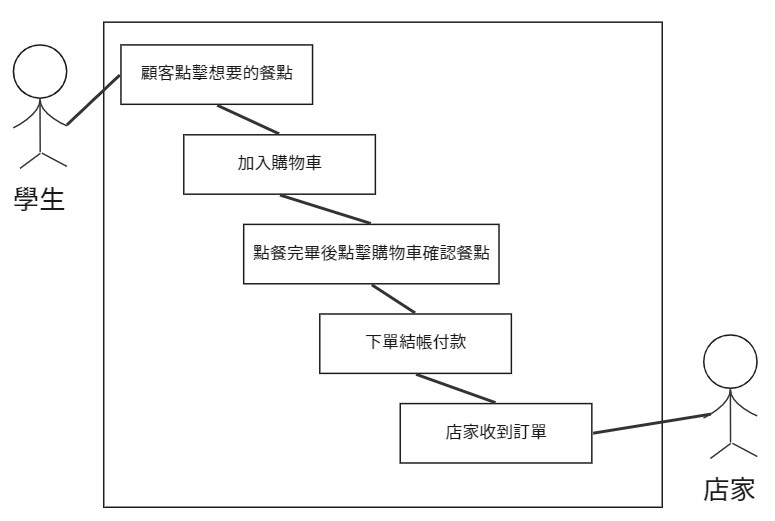 顧客點擊想要的餐點
學生
加入購物車
點餐完畢後點擊購物車確認餐點
下單結帳付款
店家收到訂單
店家